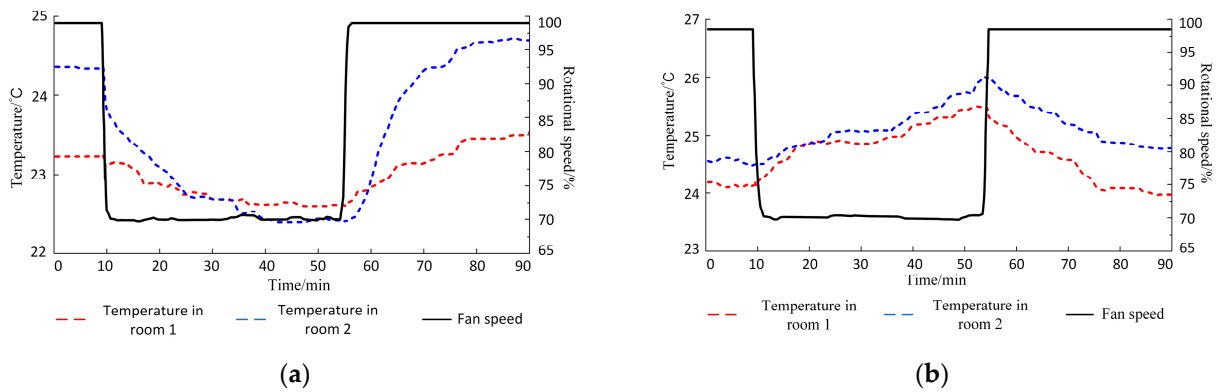 25
24
23
22
Temperature/℃
100
95
90
85
80
75
70
65
Rotational speed/%
0
10
20
30
40
50
60
70
80
90
Time/min
Temperature in
room 1
Temperature in
room 2
Fan speed
(a)
27
26
25
24
23
Temperature/℃
100
95
90
85
80
75
70
65
Rotational speed/%
0
10
20
30
40
50
60
70
80
90
Time/min
Temperature in
room 1
Temperature in
room 2
Fan speed
(b)